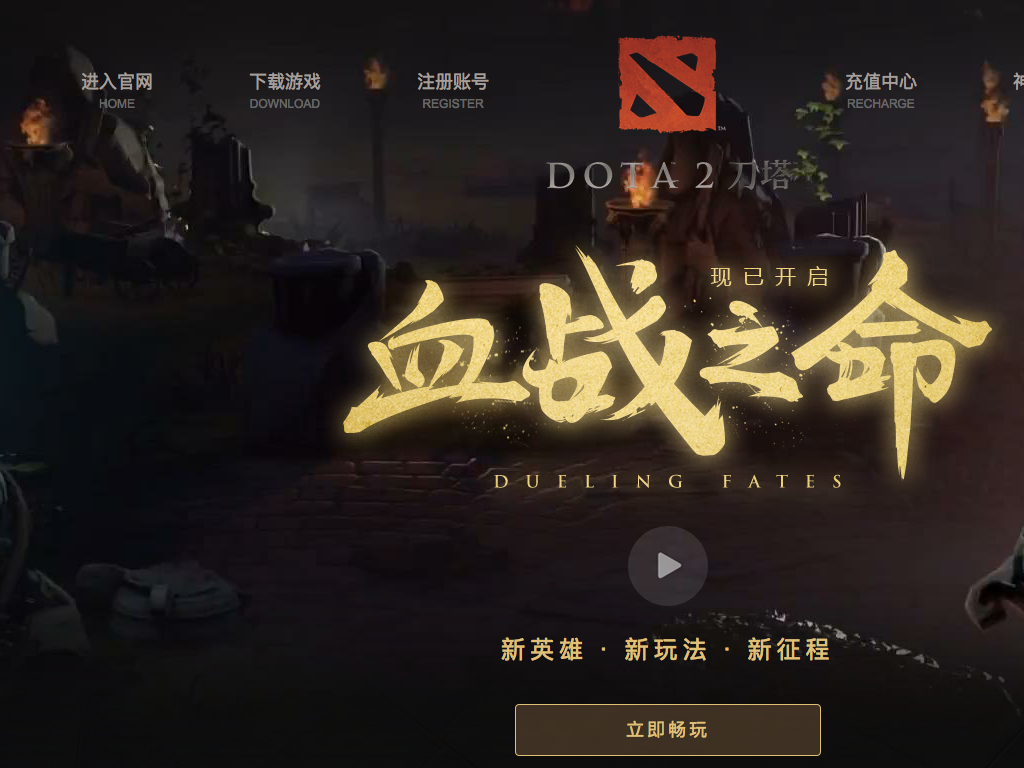 进入官网
HOME
下载游戏
DOWNLOAD
注册账号
REGISTER
充值中心
RECHARGE
神
™
DOTA 2 刀塔
现已开启
血战之命
DUELING FATES
新英雄 · 新玩法 · 新征程
立即畅玩